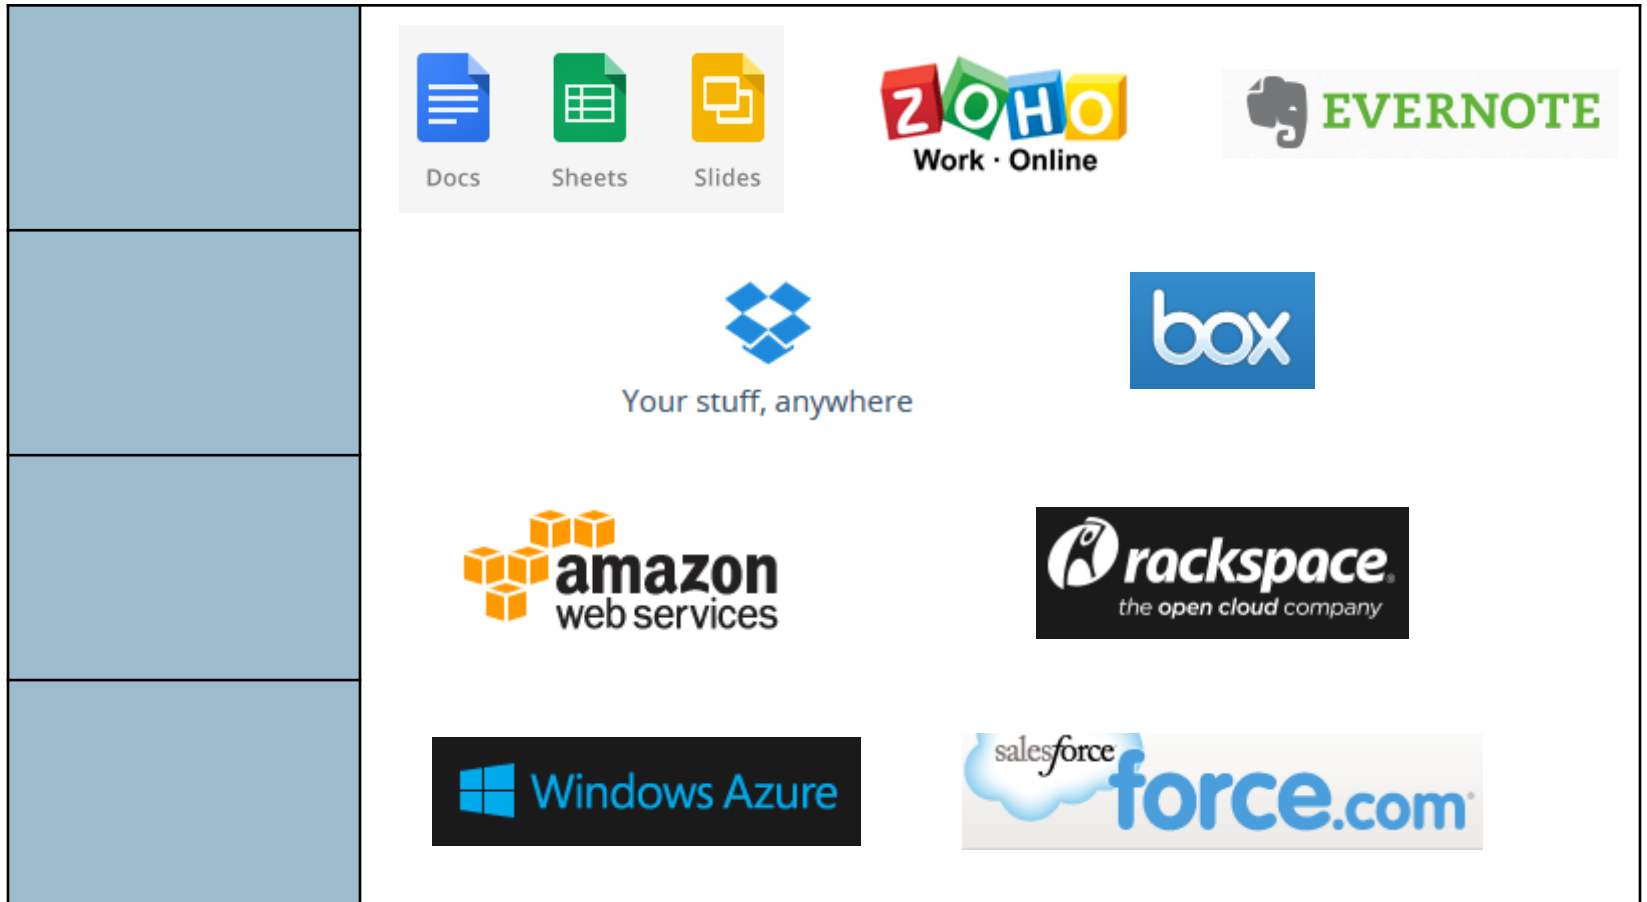 Docs Sheets Slides
ZOHO
Work · Online
EVERNOTE
Your stuff, anywhere
box
amazon
web services
rackspace®
the open cloud company
Windows Azure
salesforce
force.com